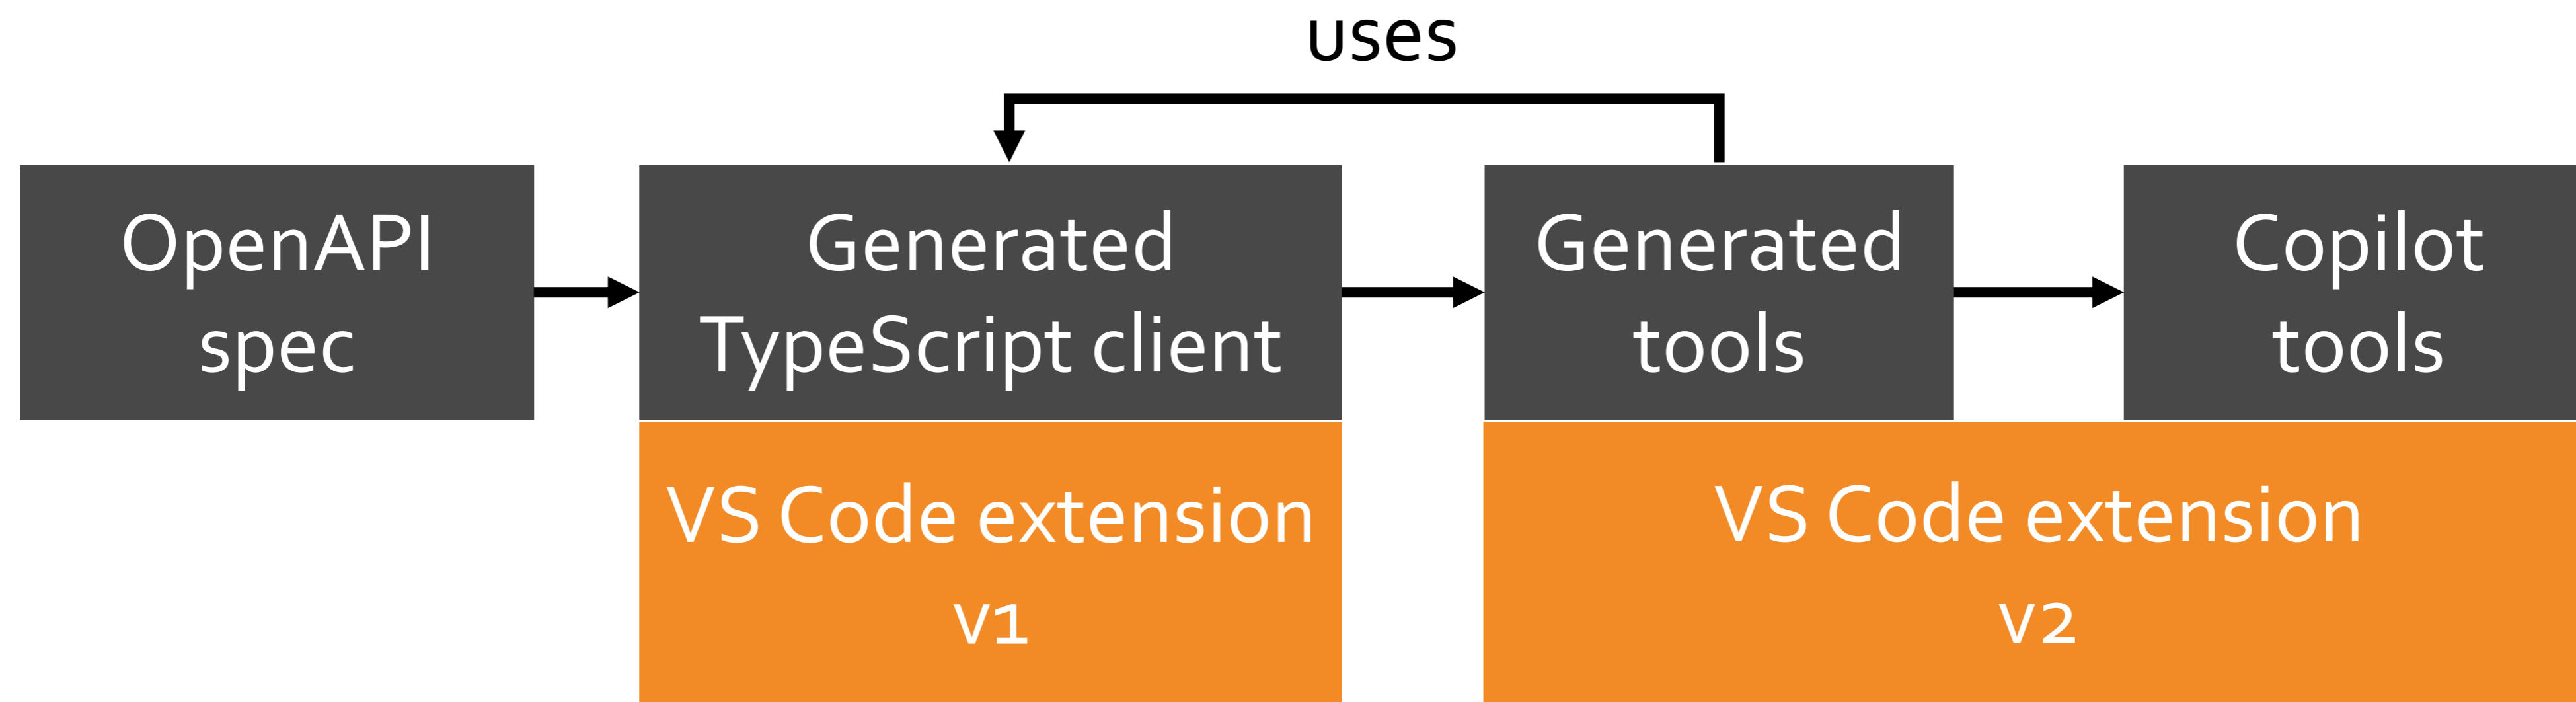 uses
OpenAPI
spec
Generated
TypeScript client
Generated
tools
Copilot
tools
VS Code extension
v1
VS Code extension
v2